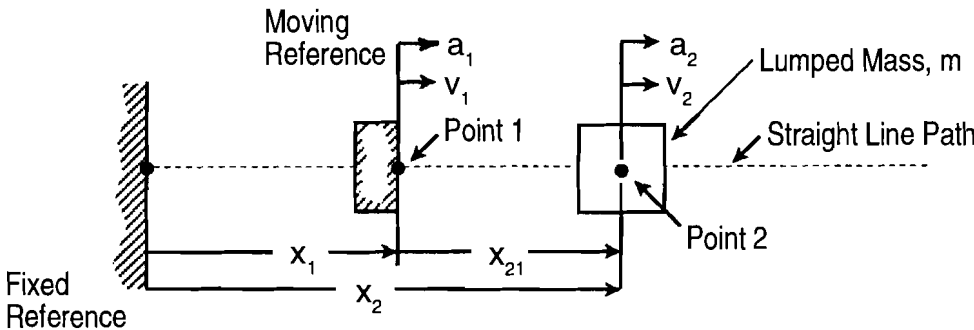 Moving
Reference
a1
v1
Point 1
a2
v2
Lumped Mass, m
Straight Line Path
Point 2
x1
x21
x2
Fixed
Reference